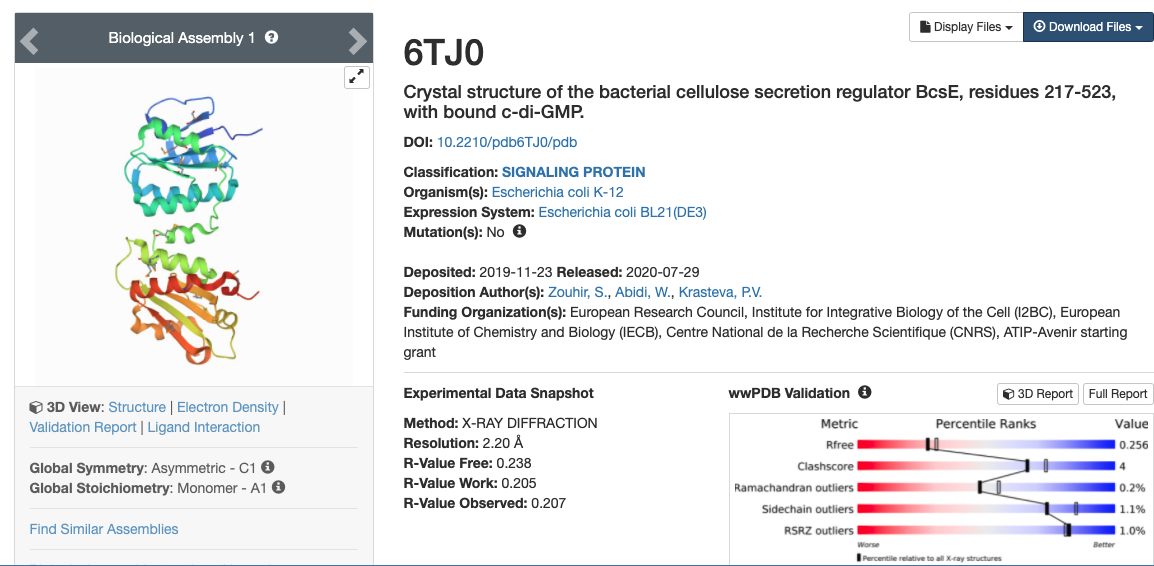 Biological Assembly 1
Display Files
Download Files
6TJ0
Crystal structure of the bacterial cellulose secretion regulator BcsE, residues 217-523,
with bound c-di-GMP.
DOI: 10.2210/pdb6TJ0/pdb
Classification: SIGNALING PROTEIN
Organism(s): Escherichia coli K-12
Expression System: Escherichia coli BL21(DE3)
Mutation(s): No
Deposited: 2019-11-23 Released: 2020-07-29
Deposition Author(s): Zouhir, S., Abidi, W., Krasteva, P.V.
Funding Organization(s): European Research Council, Institute for Integrative Biology of the Cell (I2BC), European
Institute of Chemistry and Biology (IECB), Centre National de la Recherche Scientifique (CNRS), ATIP-Avenir starting
grant
3D View: Structure | Electron Density |
Validation Report | Ligand Interaction
Global Symmetry: Asymmetric - C1
Global Stoichiometry: Monomer - A1
Find Similar Assemblies
Experimental Data Snapshot
Method: X-RAY DIFFRACTION
Resolution: 2.20 Å
R-Value Free: 0.238
R-Value Work: 0.205
R-Value Observed: 0.207
wwPDB Validation
3D Report
Full Report
Metric Percentile Ranks Value
Rfree 0.256
Clashscore 4
Ramachandran outliers 0.2%
Sidechain outliers 1.1%
RSRZ outliers 1.0%
Worse Better
Percentile relative to all X-ray structures